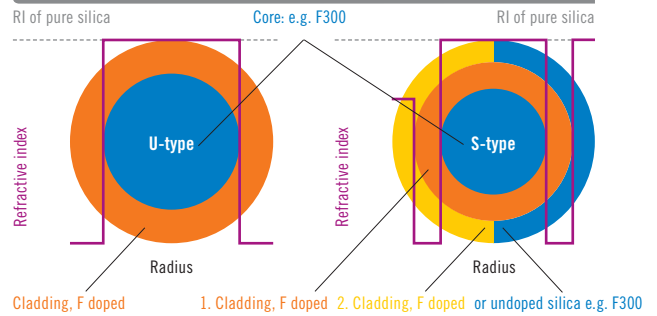 RI of pure silica
Core: e.g. F300
RI of pure silica
Refractive index
U-type
Refractive index
S-type
Radius
Radius
Cladding, F doped
1. Cladding, F doped 2. Cladding, F doped or undoped silica e.g. F300